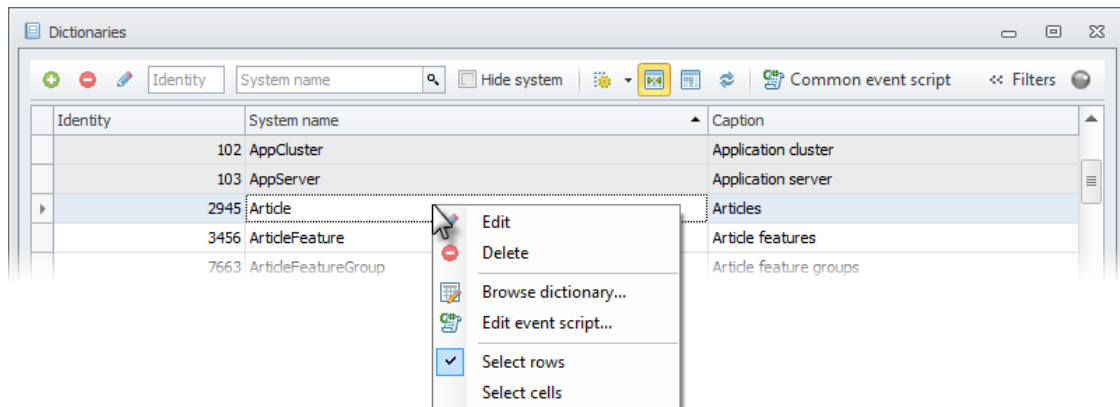 Dictionaries
Identity System name Hide system C# Common event script << Filters
Identity System name Caption
102 AppCluster Application cluster
103 AppServer Application server
2945 Article Articles
Edit
3456 ArticleFeature Article features
Delete
7663 ArticleFeatureGroup Article feature groups
Browse dictionary...
C# Edit event script...
Select rows
Select cells